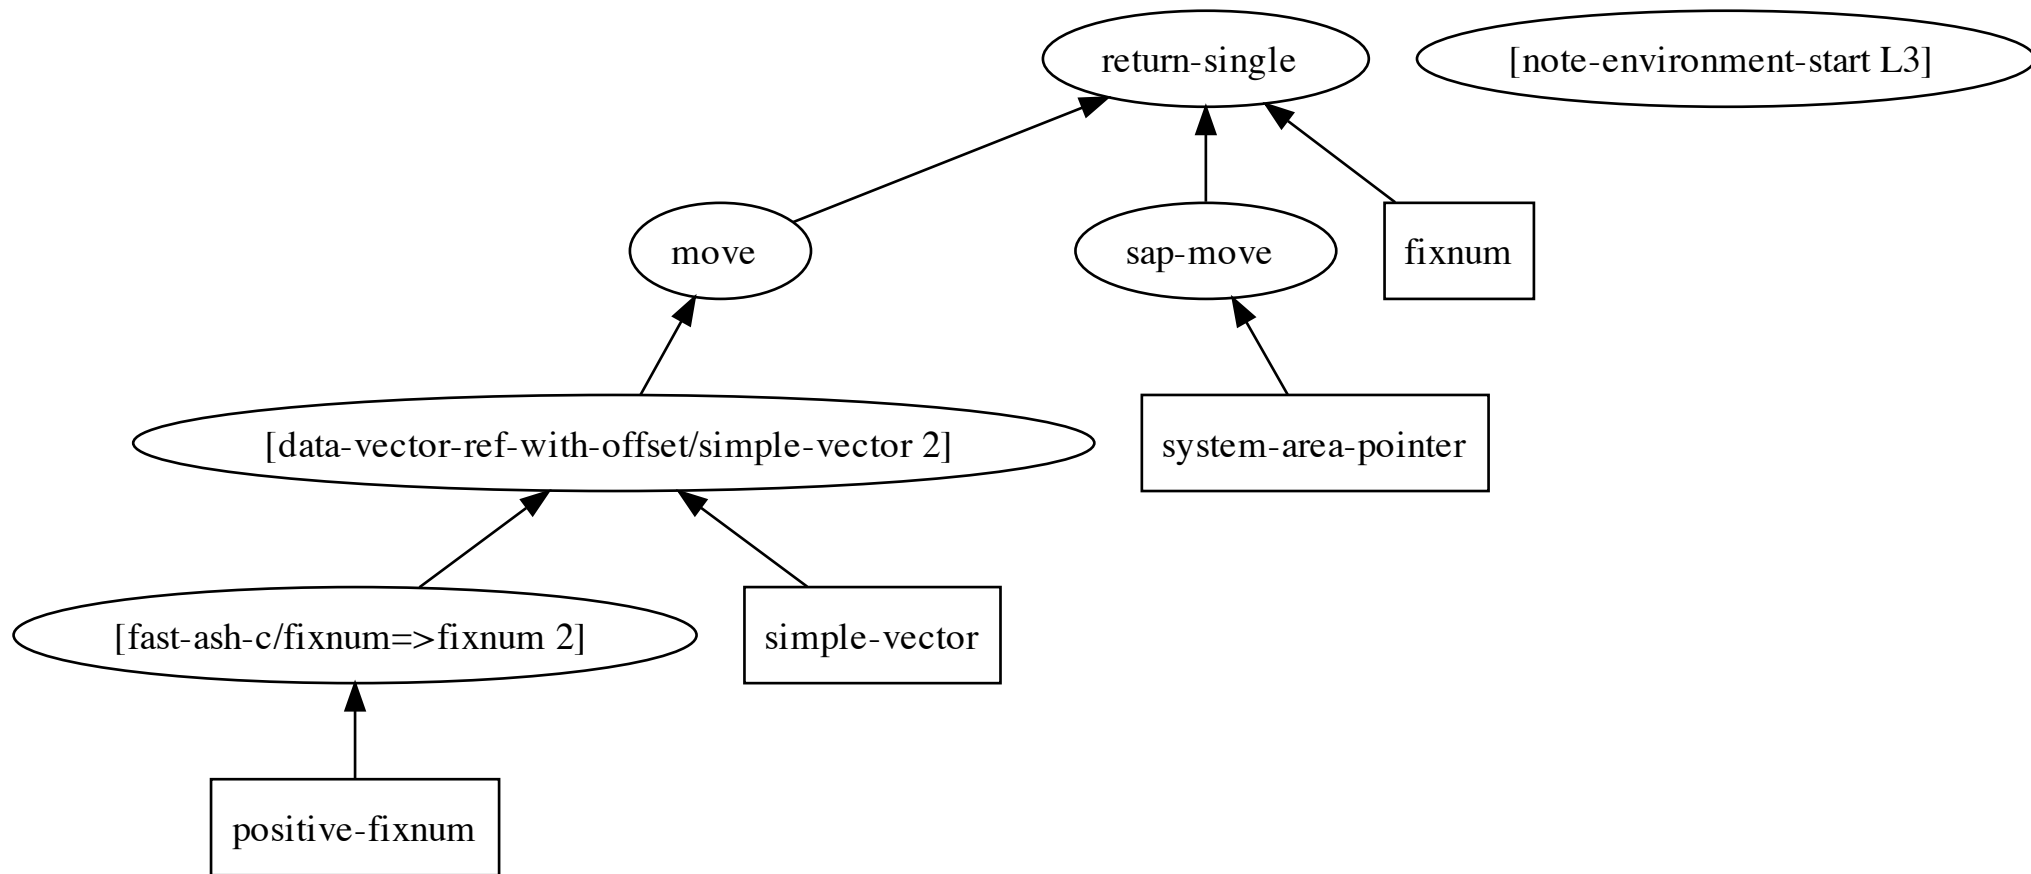 return-single
[note-environment-start L3]
move
sap-move
fixnum
[data-vector-ref-with-offset/simple-vector 2]
system-area-pointer
[fast-ash-c/fixnum=>fixnum 2]
simple-vector
positive-fixnum